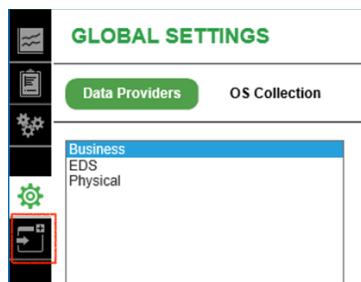 GLOBAL SETTINGS
Data Providers OS Collection
Business
EDS
Physical